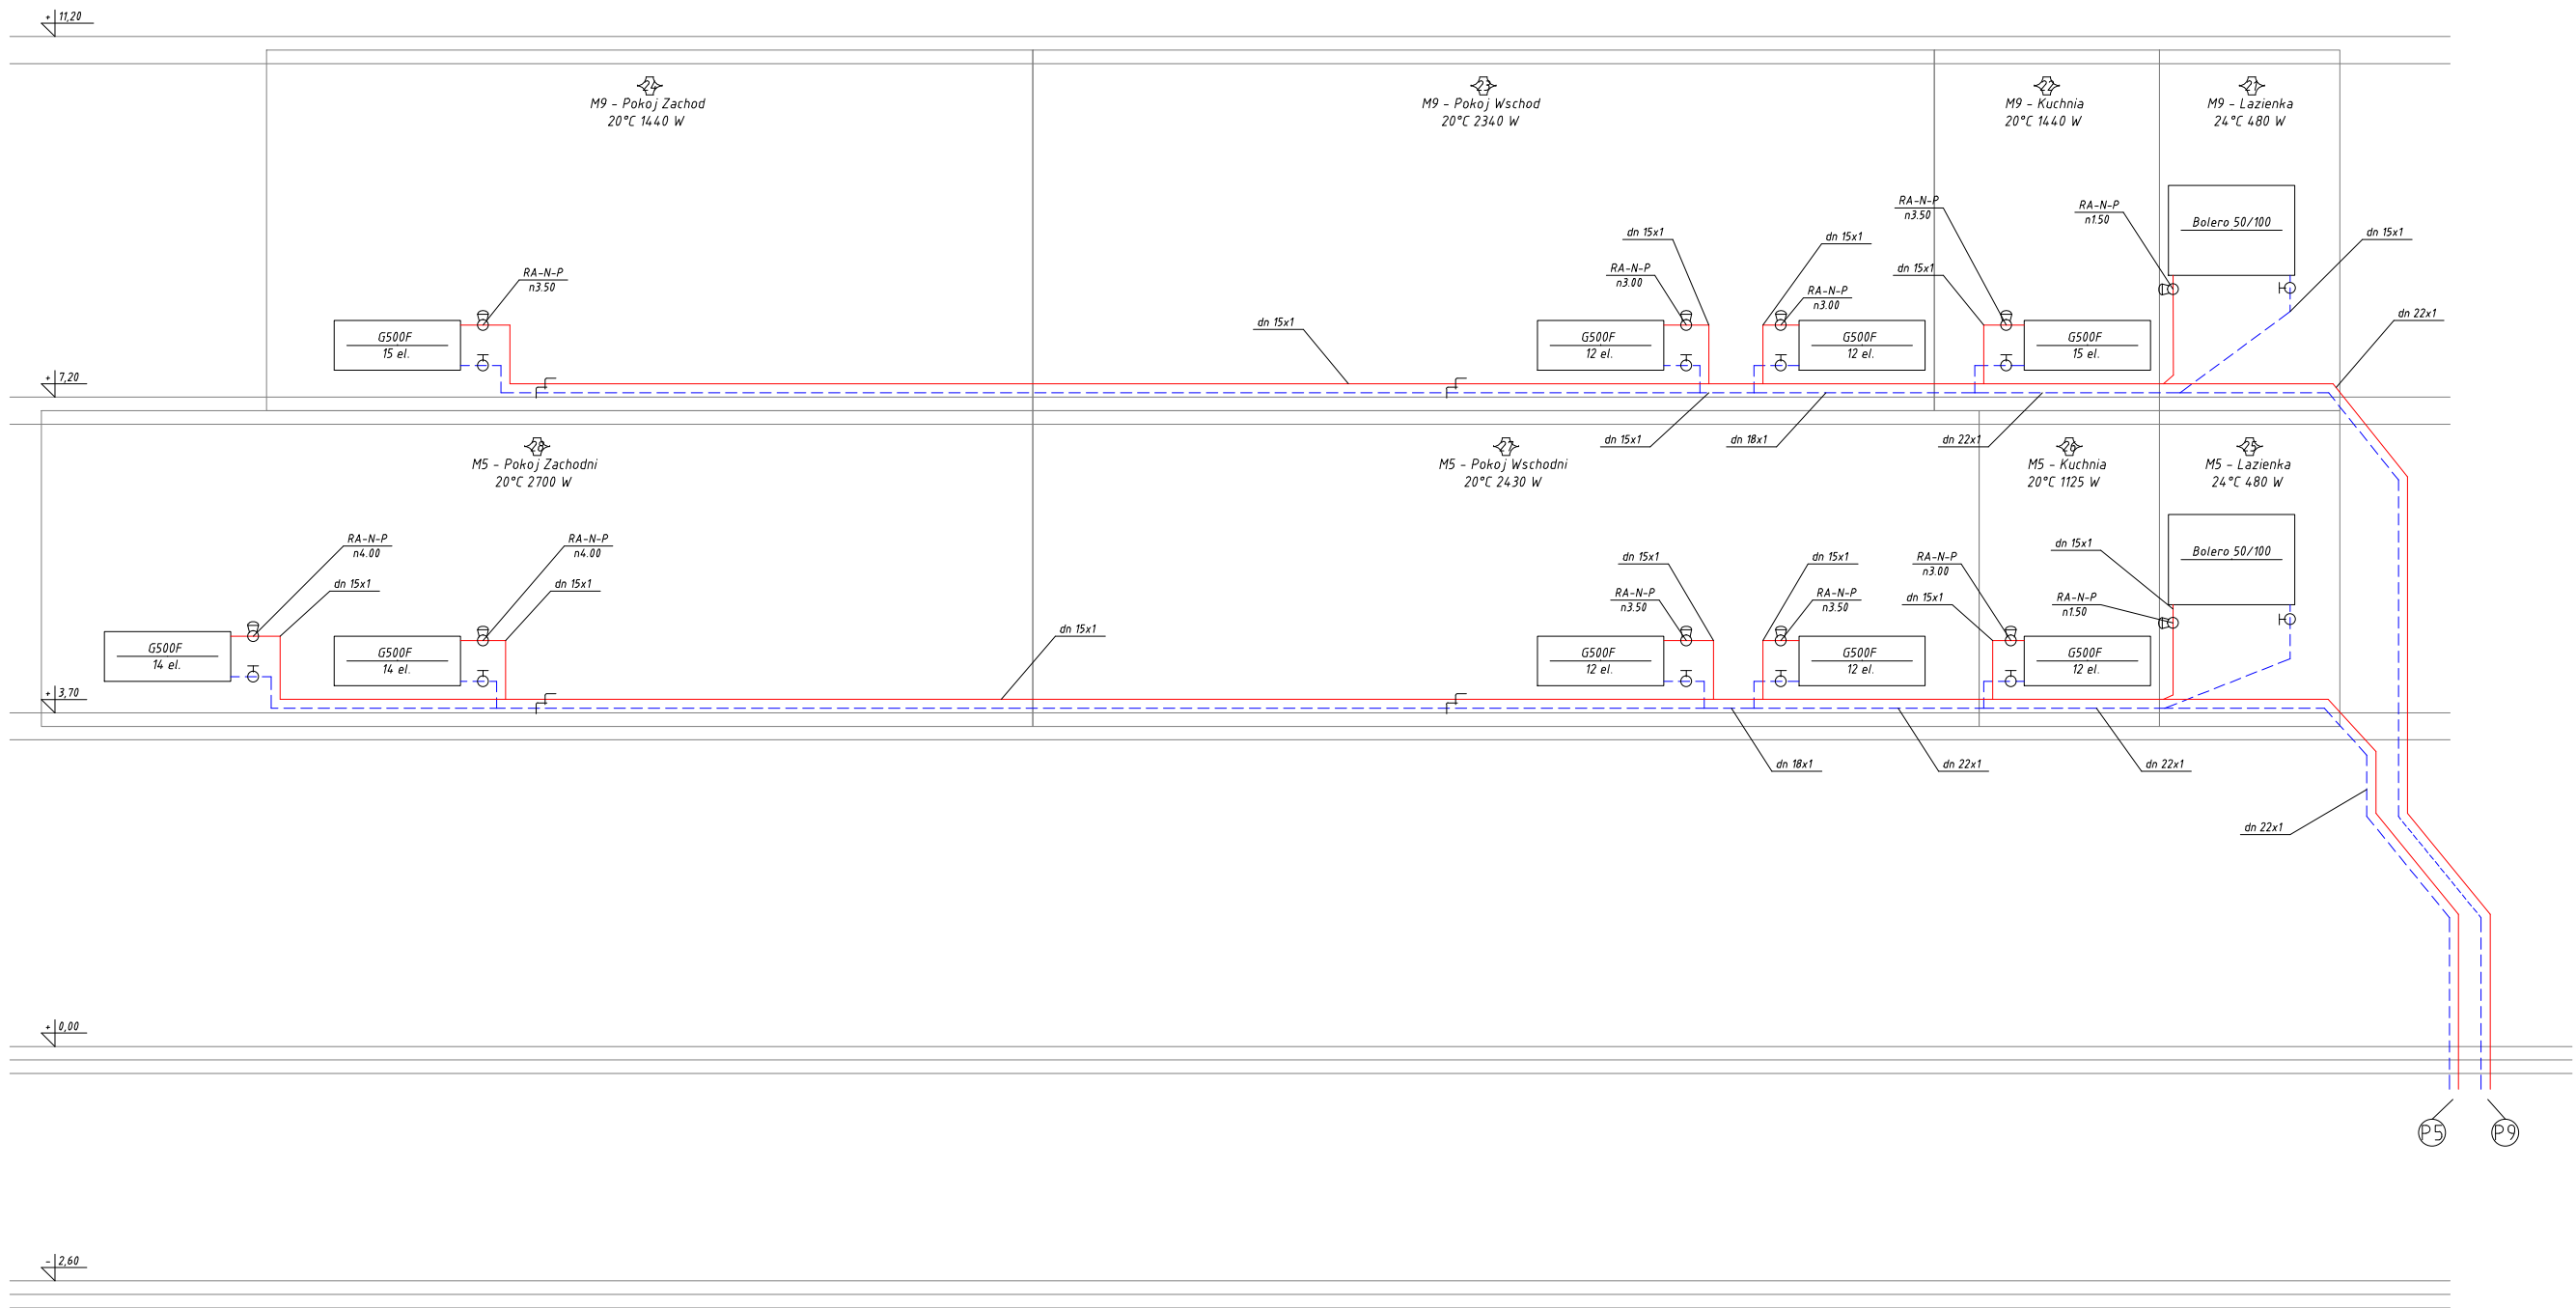 + 11,20
24
M9 - Pokoj Zachod
20°C 1440 W
23
M9 - Pokoj Wschod
20°C 2340 W
22
M9 - Kuchnia
20°C 1440 W
21
M9 - Lazienka
24°C 480 W
RA-N-P
n3.50
G500F
15 el.
dn 15x1
dn 15x1
RA-N-P
n3.00
G500F
12 el.
dn 15x1
RA-N-P
n3.00
G500F
12 el.
RA-N-P
n3.50
dn 15x1
G500F
15 el.
RA-N-P
n1.50
Bolero 50/100
dn 15x1
dn 22x1
+ 7,20
dn 15x1
dn 18x1
dn 22x1
28
M5 - Pokoj Zachodni
20°C 2700 W
27
M5 - Pokoj Wschodni
20°C 2430 W
26
M5 - Kuchnia
20°C 1125 W
25
M5 - Lazienka
24°C 480 W
RA-N-P
n4.00
dn 15x1
G500F
14 el.
RA-N-P
n4.00
dn 15x1
G500F
14 el.
dn 15x1
dn 15x1
RA-N-P
n3.50
G500F
12 el.
dn 15x1
RA-N-P
n3.50
G500F
12 el.
RA-N-P
n3.00
dn 15x1
G500F
12 el.
dn 15x1
RA-N-P
n1.50
Bolero 50/100
+ 3,70
dn 18x1
dn 22x1
dn 22x1
dn 22x1
+ 0,00
P5
P9
- 2,60